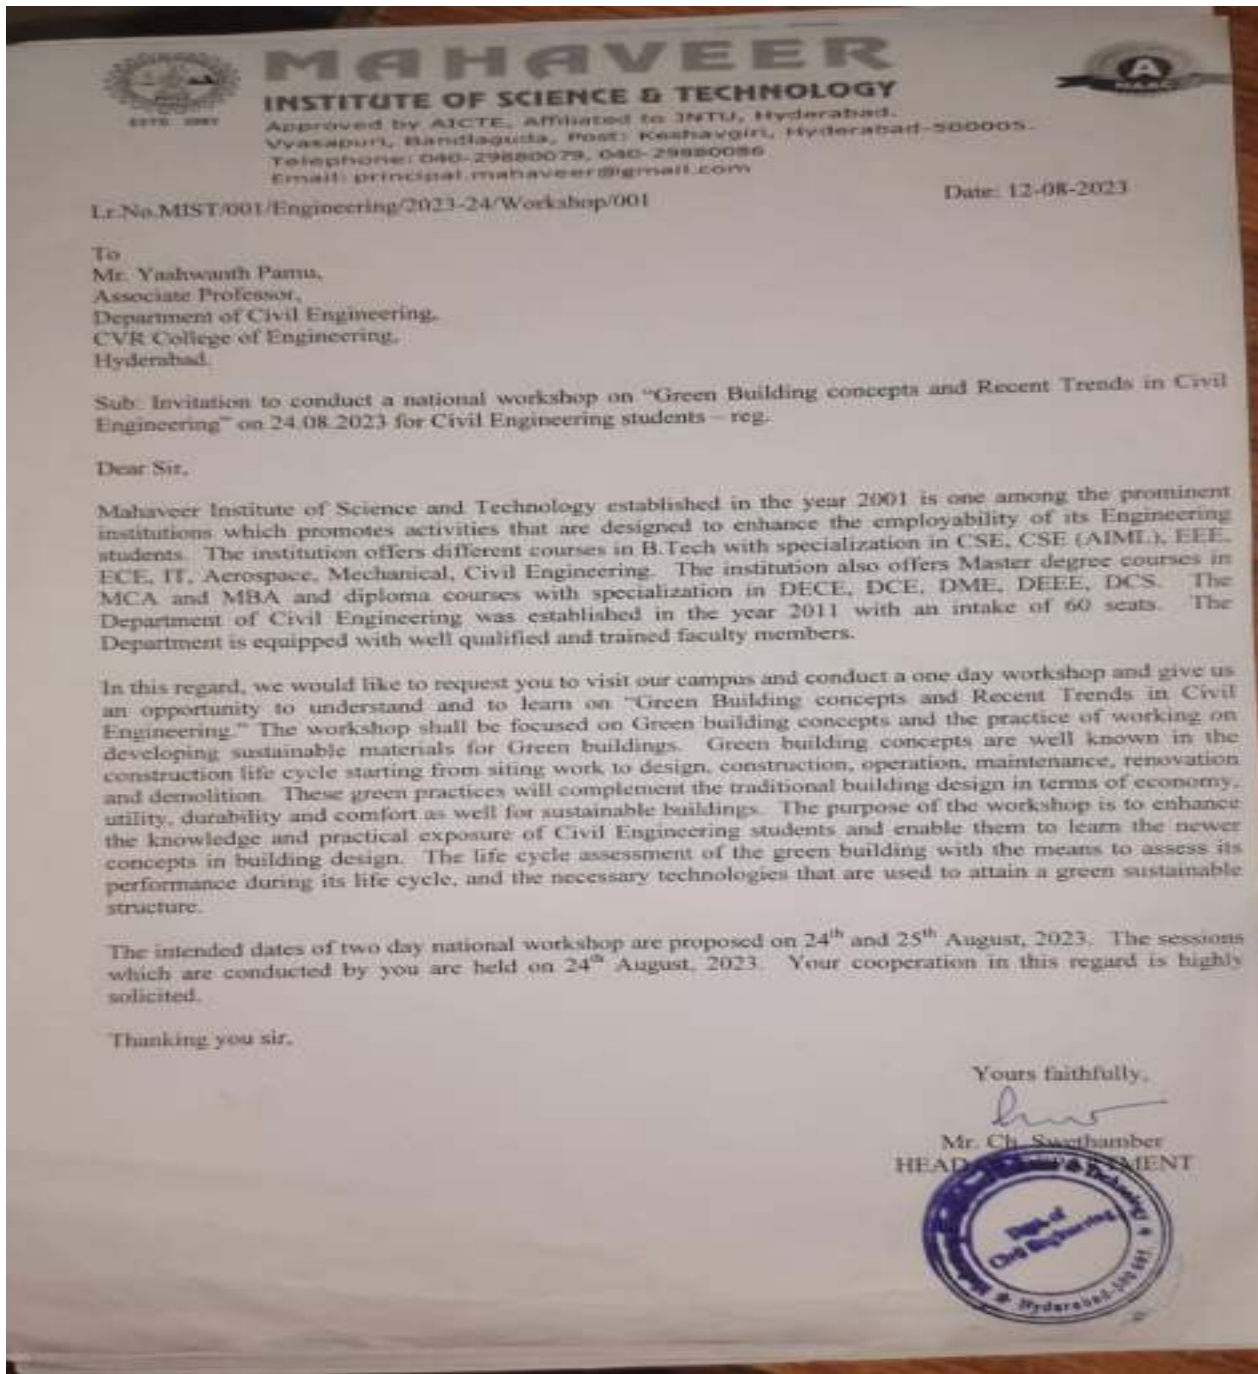 MAHAVEER
INSTITUTE OF SCIENCE & TECHNOLOGY
Approved by AICTE, Affiliated to JNTU, Hyderabad.
Vyasapuri, Bandlaguda, Post: Keshavgiri, Hyderabad-500005.
Telephone: 040-29880079, 040-29880086
Email: principal.mahaveer@gmail.com
ESTD 2001
A
NAAC
Lr.No.MIST/001/Engineering/2023-24/Workshop/001
Date: 12-08-2023
To
Mr. Yashwanth Pamu,
Associate Professor,
Department of Civil Engineering,
CVR College of Engineering,
Hyderabad.
Sub: Invitation to conduct a national workshop on “Green Building concepts and Recent Trends in Civil
Engineering” on 24.08.2023 for Civil Engineering students – reg.
Dear Sir,
Mahaveer Institute of Science and Technology established in the year 2001 is one among the prominent
institutions which promotes activities that are designed to enhance the employability of its Engineering
students. The institution offers different courses in B.Tech with specialization in CSE, CSE (AIML), EEE,
ECE, IT, Aerospace, Mechanical, Civil Engineering. The institution also offers Master degree courses in
MCA and MBA and diploma courses with specialization in DECE, DCE, DME, DEEE, DCS. The
Department of Civil Engineering was established in the year 2011 with an intake of 60 seats. The
Department is equipped with well qualified and trained faculty members.
In this regard, we would like to request you to visit our campus and conduct a one day workshop and give us
an opportunity to understand and to learn on “Green Building concepts and Recent Trends in Civil
Engineering.” The workshop shall be focused on Green building concepts and the practice of working on
developing sustainable materials for Green buildings. Green building concepts are well known in the
construction life cycle starting from siting work to design, construction, operation, maintenance, renovation
and demolition. These green practices will complement the traditional building design in terms of economy,
utility, durability and comfort as well for sustainable buildings. The purpose of the workshop is to enhance
the knowledge and practical exposure of Civil Engineering students and enable them to learn the newer
concepts in building design. The life cycle assessment of the green building with the means to assess its
performance during its life cycle, and the necessary technologies that are used to attain a green sustainable
structure.
The intended dates of two day national workshop are proposed on 24th and 25th August, 2023. The sessions
which are conducted by you are held on 24th August, 2023. Your cooperation in this regard is highly
solicited.
Thanking you sir,
Yours faithfully,
Mr. Ch. Swethamber
HEAD DEPARTMENT
& Technology
Dept. of
Civil Engineering
Hyderabad